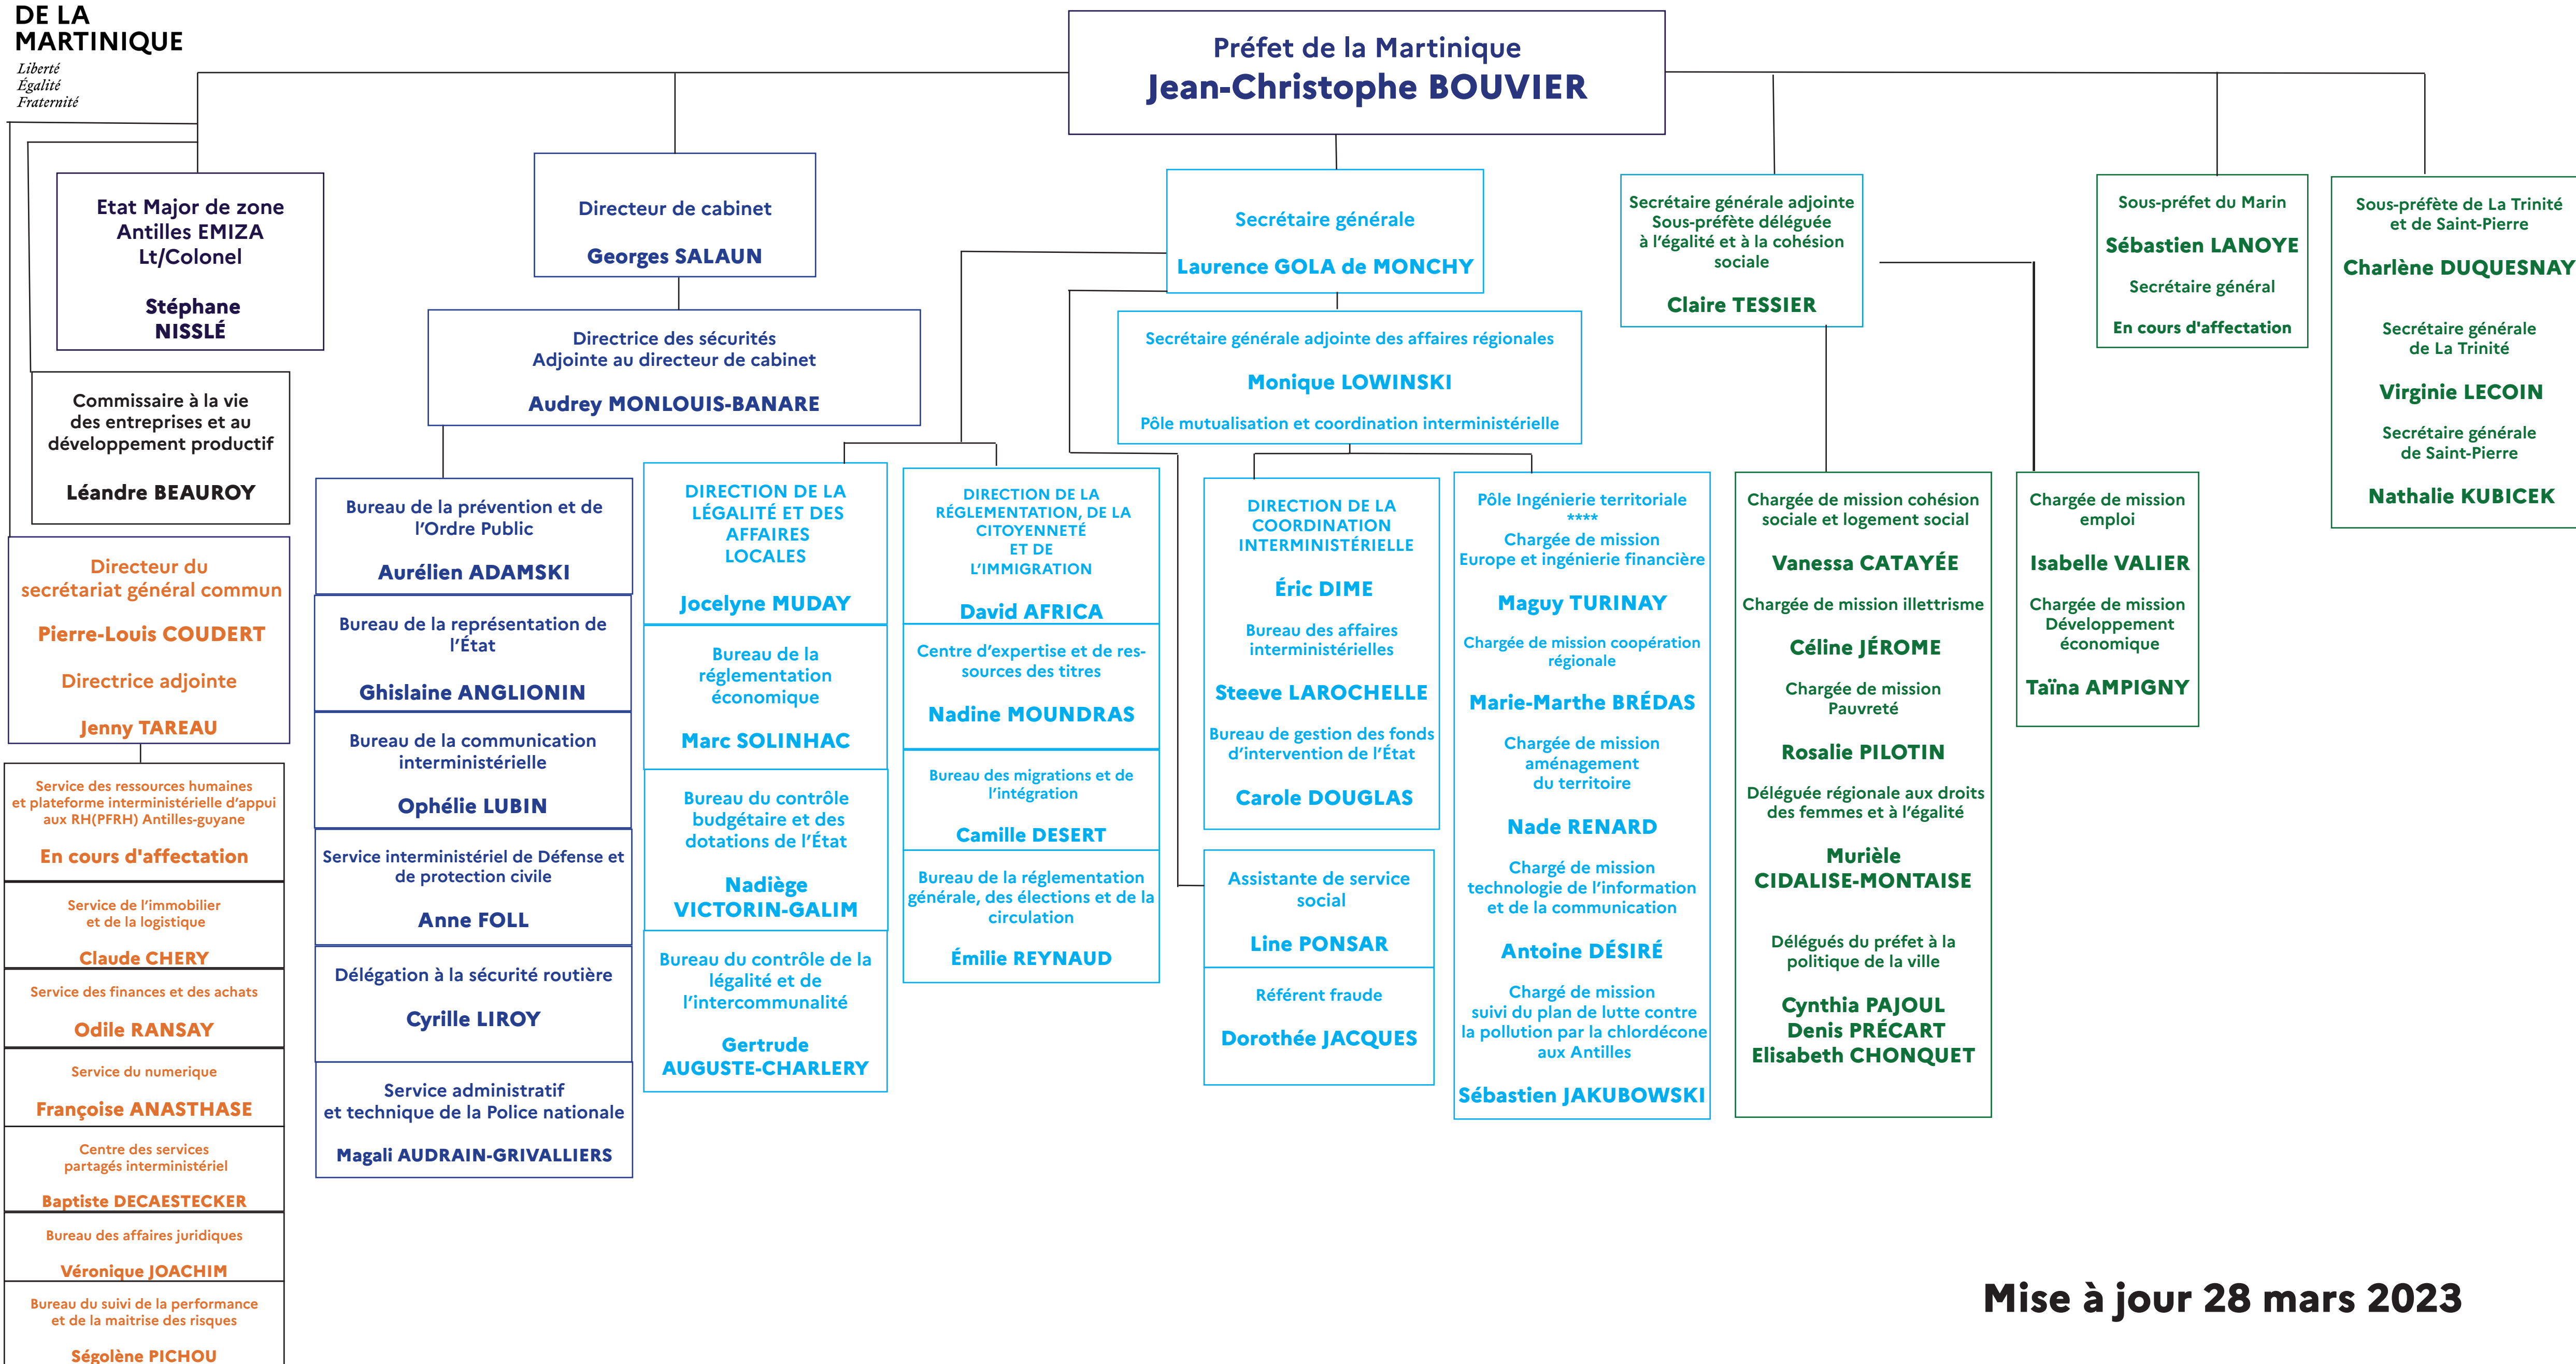 DE LA
MARTINIQUE
Liberté
Égalité
Fraternité
Préfet de la Martinique
Jean-Christophe BOUVIER
Etat Major de zone
Antilles EMIZA
Lt/Colonel
Stéphane
NISSLÉ
Commissaire à la vie
des entreprises et au
développement productif
Léandre BEAUROY
Directeur du
secrétariat général commun
Pierre-Louis COUDERT
Directrice adjointe
Jenny TAREAU
Service des ressources humaines
et plateforme interministérielle d'appui
aux RH(PFRH) Antilles-guyane
En cours d'affectation
Service de l'immobilier
et de la logistique
Claude CHERY
Service des finances et des achats
Odile RANSAY
Service du numerique
Françoise ANASTHASE
Centre des services
partagés interministériel
Baptiste DECAESTECKER
Bureau des affaires juridiques
Véronique JOACHIM
Bureau du suivi de la performance
et de la maitrise des risques
Ségolène PICHOU
Directeur de cabinet
Georges SALAUN
Directrice des sécurités
Adjointe au directeur de cabinet
Audrey MONLOUIS-BANARE
Bureau de la prévention et de
l'Ordre Public
Aurélien ADAMSKI
Bureau de la représentation de
l'État
Ghislaine ANGLIONIN
Bureau de la communication
interministérielle
Ophélie LUBIN
Service interministériel de Défense et
de protection civile
Anne FOLL
Délégation à la sécurité routière
Cyrille LIROY
Service administratif
et technique de la Police nationale
Magali AUDRAIN-GRIVALLIERS
Secrétaire générale
Laurence GOLA de MONCHY
Secrétaire générale adjointe des affaires régionales
Monique LOWINSKI
Pôle mutualisation et coordination interministérielle
DIRECTION DE LA
LÉGALITÉ ET DES
AFFAIRES
LOCALES
Jocelyne MUDAY
Bureau de la
réglementation
économique
Marc SOLINHAC
Bureau du contrôle
budgétaire et des
dotations de l'État
Nadiège
VICTORIN-GALIM
Bureau du contrôle de la
légalité et de
l'intercommunalité
Gertrude
AUGUSTE-CHARLERY
DIRECTION DE LA
RÉGLEMENTATION, DE LA
CITOYENNETÉ
ET DE
L'IMMIGRATION
David AFRICA
Centre d'expertise et de res-
sources des titres
Nadine MOUNDRAS
Bureau des migrations et de
l'intégration
Camille DESERT
Bureau de la réglementation
générale, des élections et de la
circulation
Émilie REYNAUD
DIRECTION DE LA
COORDINATION
INTERMINISTÉRIELLE
Éric DIME
Bureau des affaires
interministérielles
Steeve LAROCHELLE
Bureau de gestion des fonds
d'intervention de l'État
Carole DOUGLAS
Assistante de service
social
Line PONSAR
Référent fraude
Dorothée JACQUES
Pôle Ingénierie territoriale
****
Chargée de mission
Europe et ingénierie financière
Maguy TURINAY
Chargée de mission coopération
régionale
Marie-Marthe BRÉDAS
Chargée de mission
aménagement
du territoire
Nade RENARD
Chargé de mission
technologie de l'information
et de la communication
Antoine DÉSIRÉ
Chargé de mission
suivi du plan de lutte contre
la pollution par la chlordécone
aux Antilles
Sébastien JAKUBOWSKI
Secrétaire générale adjointe
Sous-préfète déléguée
à l'égalité et à la cohésion
sociale
Claire TESSIER
Chargée de mission cohésion
sociale et logement social
Vanessa CATAYÉE
Chargée de mission illettrisme
Céline JÉROME
Chargée de mission
Pauvreté
Rosalie PILOTIN
Déléguée régionale aux droits
des femmes et à l'égalité
Murièle
CIDALISE-MONTAISE
Délégués du préfet à la
politique de la ville
Cynthia PAJOUL
Denis PRÉCART
Elisabeth CHONQUET
Chargée de mission
emploi
Isabelle VALIER
Chargée de mission
Développement
économique
Taïna AMPIGNY
Sous-préfet du Marin
Sébastien LANOYE
Secrétaire général
En cours d'affectation
Sous-préfète de La Trinité
et de Saint-Pierre
Charlène DUQUESNAY
Secrétaire générale
de La Trinité
Virginie LECOIN
Secrétaire générale
de Saint-Pierre
Nathalie KUBICEK
Mise à jour 28 mars 2023